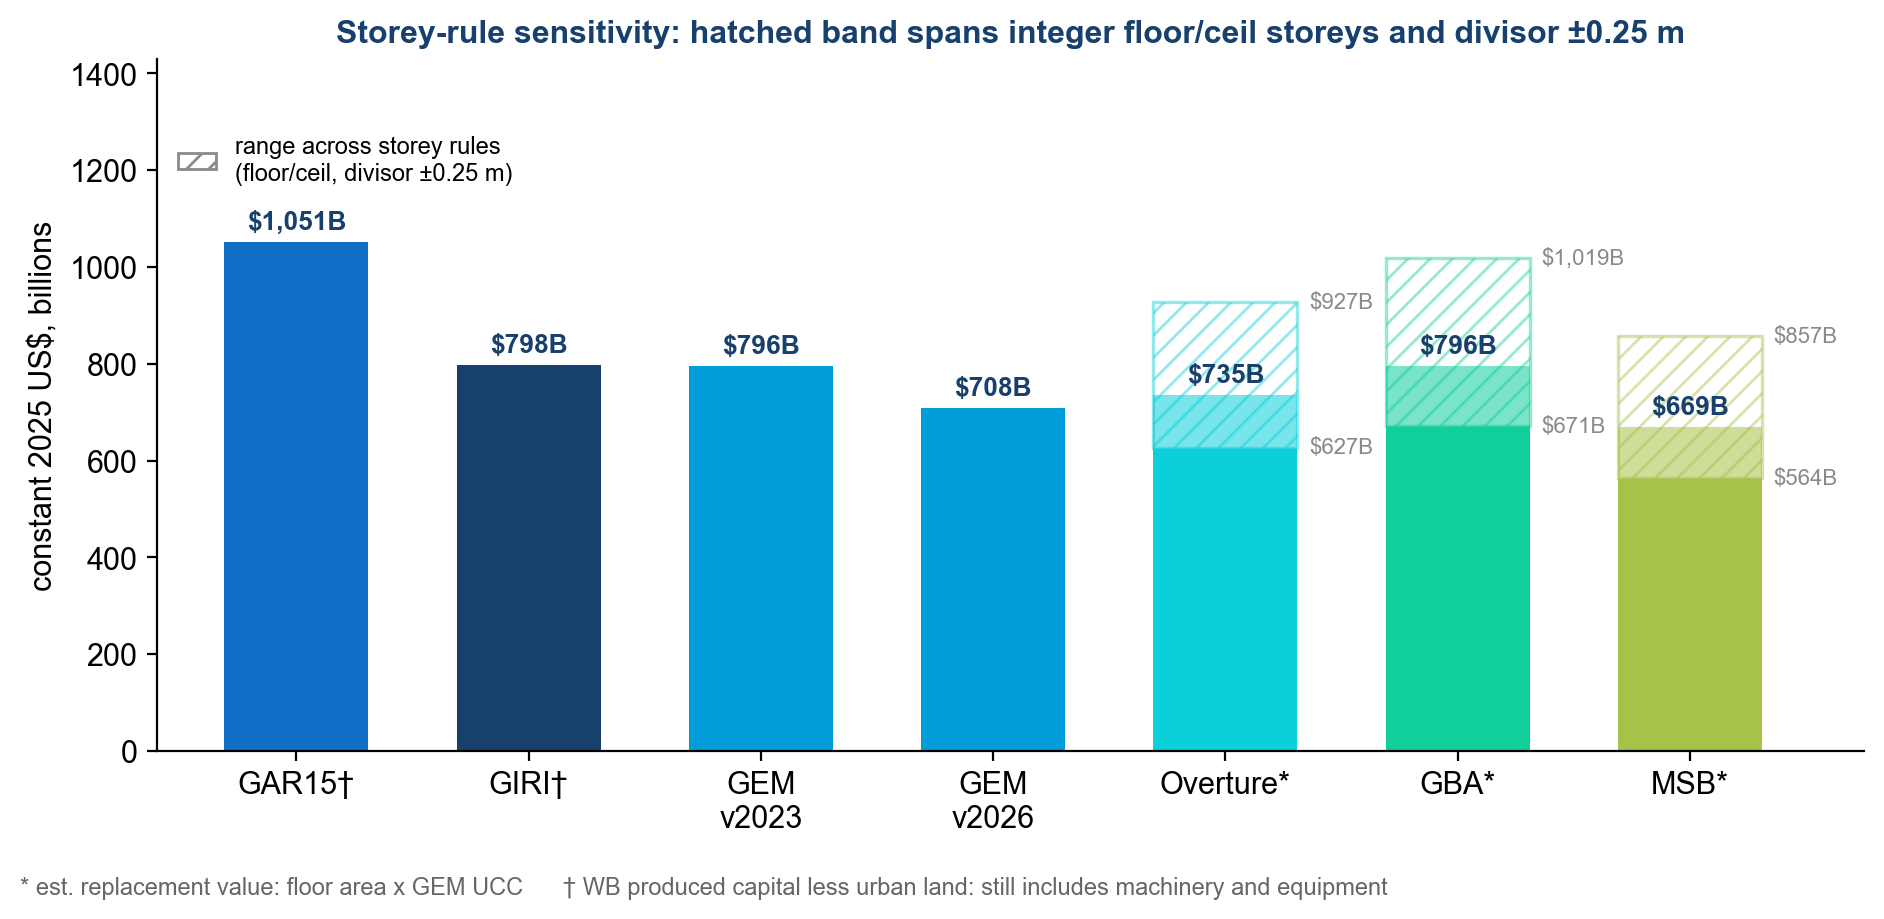 Storey-rule sensitivity: hatched band spans integer floor/ceil storeys and divisor ±0.25 m
constant 2025 US$, billions
1400
1200
1000
800
600
400
200
0
range across storey rules
(floor/ceil, divisor ±0.25 m)
$1,051B
$798B
$796B
$708B
$735B
$927B
$627B
$796B
$1,019B
$671B
$669B
$857B
$564B
GAR15†
GIRI†
GEM
v2023
GEM
v2026
Overture*
GBA*
MSB*
* est. replacement value: floor area x GEM UCC † WB produced capital less urban land: still includes machinery and equipment